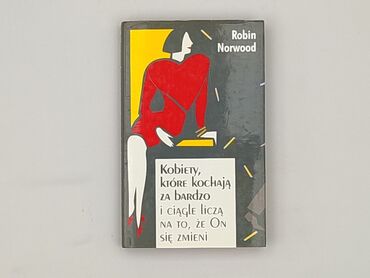 Robin
Norwood
Kobiety,
które kochają
za bardzo
i ciągle liczą
na to, że On
się zmieni